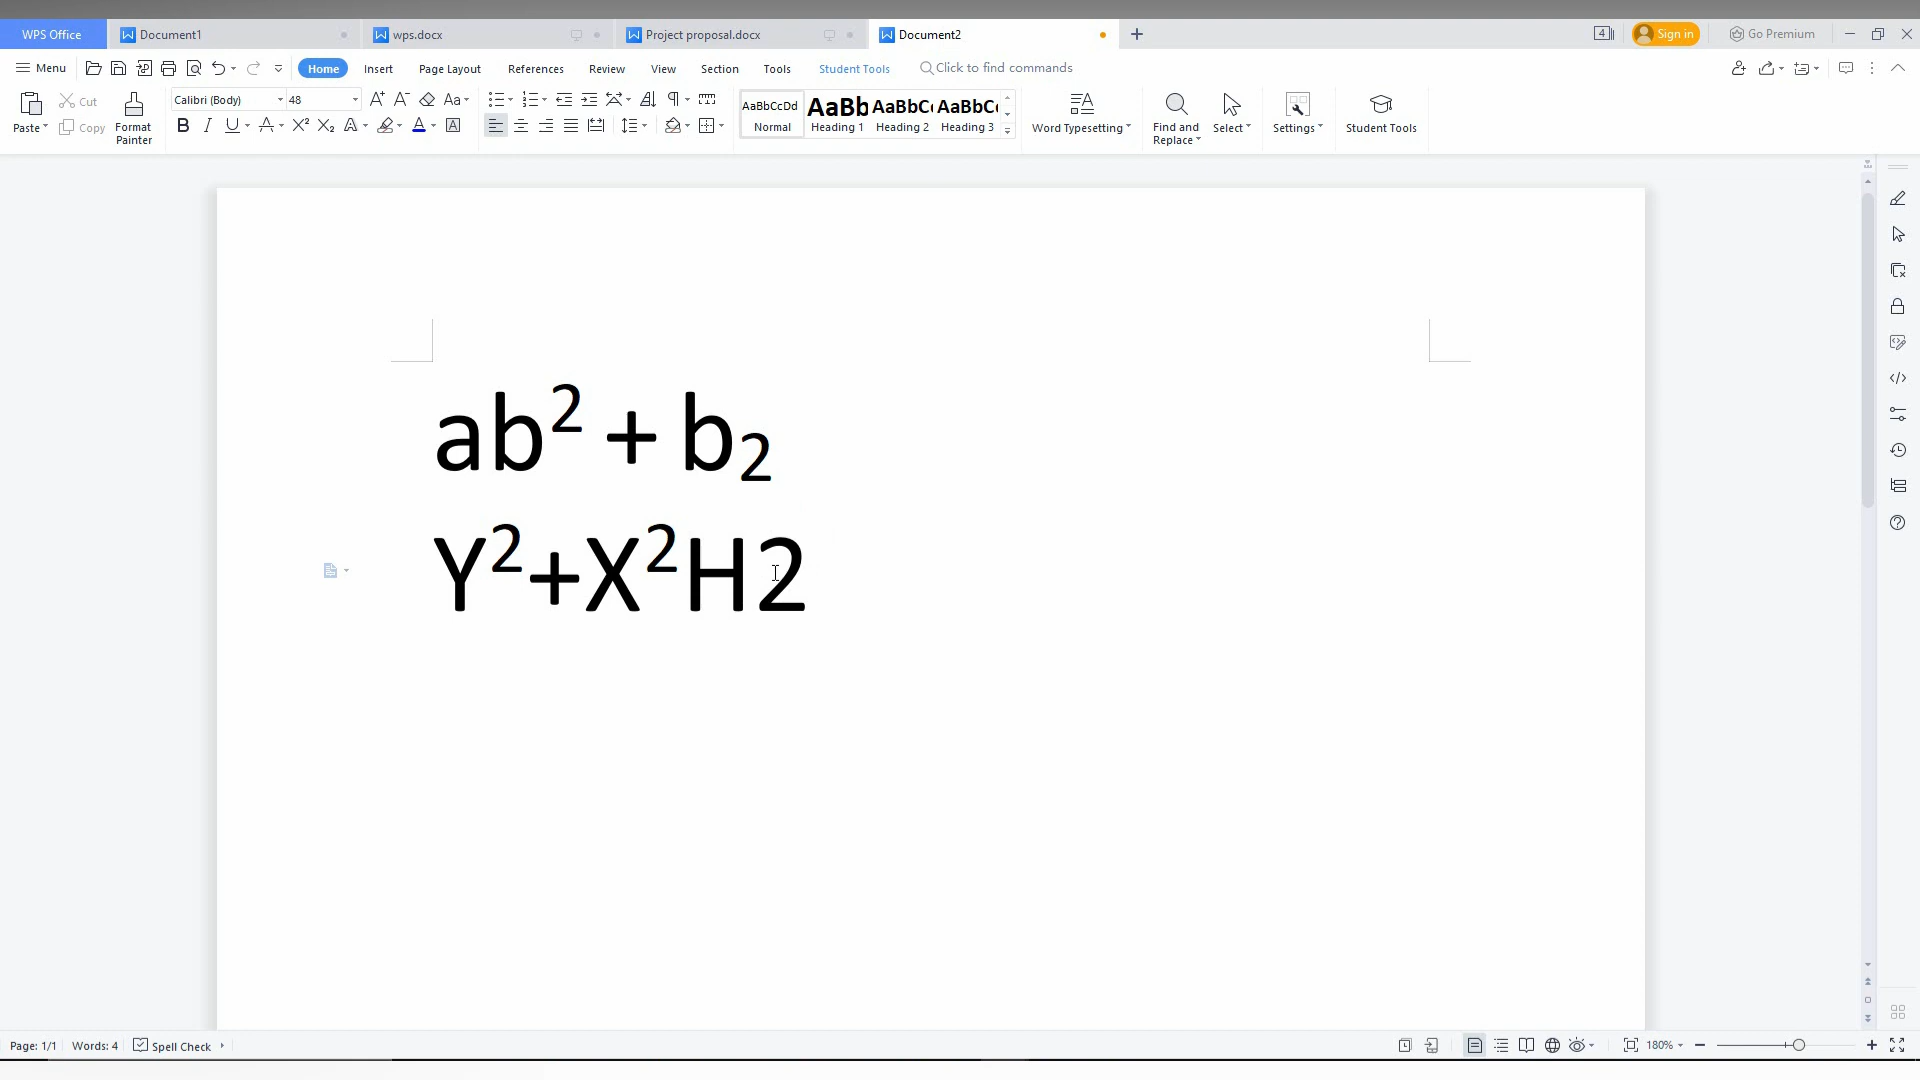 WPS Office Document1 wps.docx Project proposal.docx Document2 4 Sign in Go Premium
Menu Home Insert Page Layout References Review View Section Tools Student Tools Click to find commands
Paste Cut Copy Format Painter
Calibri (Body) 48
AaBbCcDd AaBb AaBbC AaBbC
Normal Heading 1 Heading 2 Heading 3
Word Typesetting Find and Replace Select Settings Student Tools
ab² + b₂
Y²+X²H2
Page: 1/1 Words: 4 Spell Check 180%